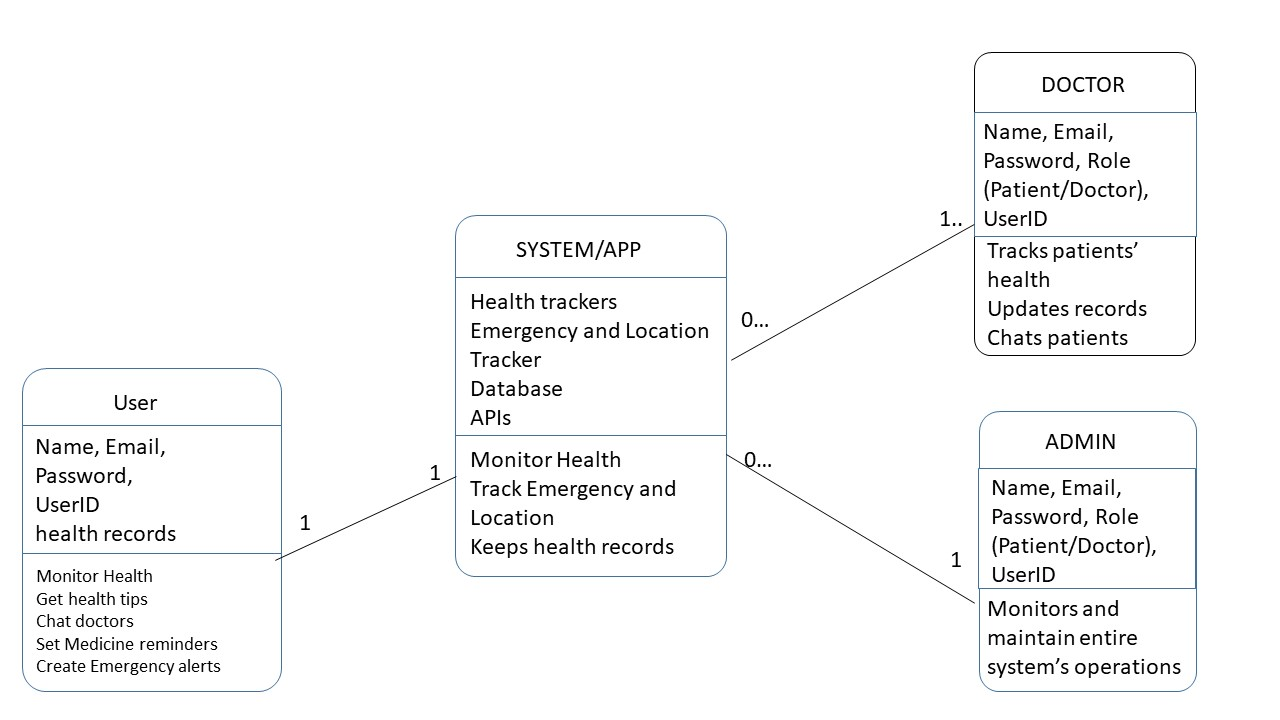 User
Name, Email,
Password,
UserID
health records
Monitor Health
Get health tips
Chat doctors
Set Medicine reminders
Create Emergency alerts
1
1
SYSTEM/APP
Health trackers
Emergency and Location
Tracker
Database
APIs
Monitor Health
Track Emergency and
Location
Keeps health records
0...
1..
DOCTOR
Name, Email,
Password, Role
(Patient/Doctor),
UserID
Tracks patients’
health
Updates records
Chats patients
0...
1
ADMIN
Name, Email,
Password, Role
(Patient/Doctor),
UserID
Monitors and
maintain entire
system’s operations